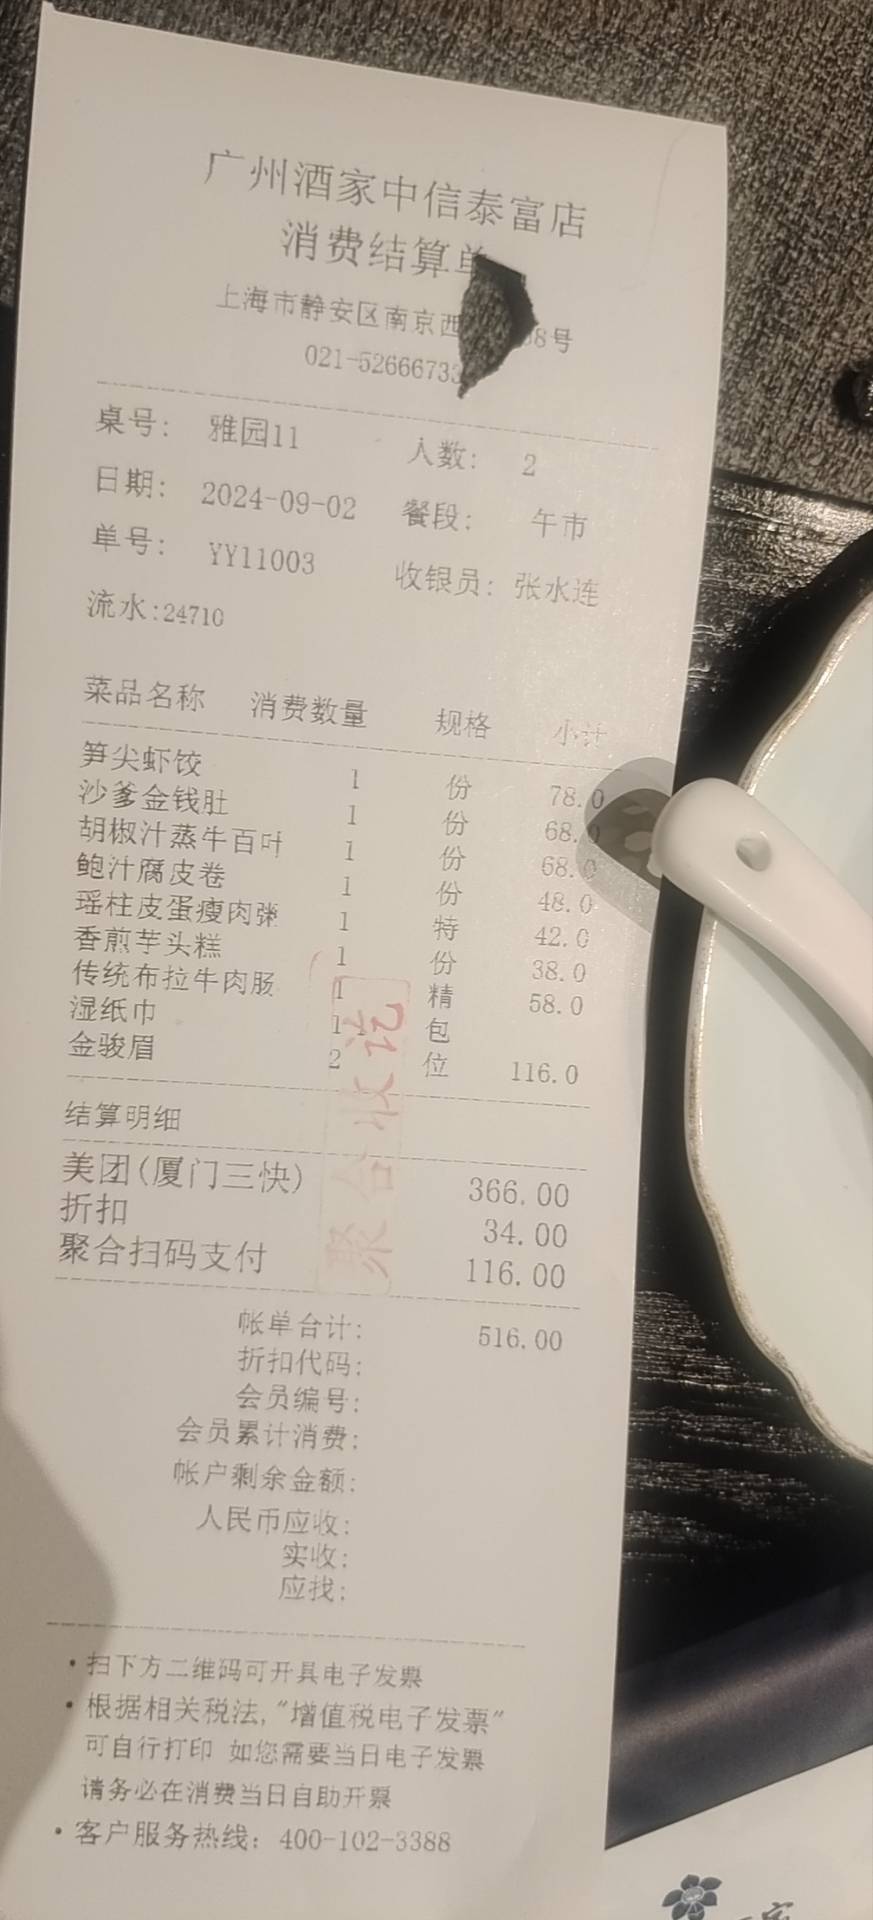 广州酒家中信泰富店
消费结算单
上海市静安区南京西 8号
021-5266673
桌号: 雅园11 人数: 2
日期: 2024-09-02 餐段: 午市
单号: YY11003 收银员: 张水连
流水:24710
菜品名称 消费数量 规格 小计
笋尖虾饺 1 份 78.0
沙爹金钱肚 1 份 68.0
胡椒汁蒸牛百叶 1 份 68.0
鲍汁腐皮卷 1 份 48.0
瑶柱皮蛋瘦肉粥 1 特 42.0
香煎芋头糕 1 份 38.0
传统布拉牛肉肠 1 精 58.0
湿纸巾 1 包
金骏眉 2 位 116.0
结算明细
美团(厦门三快) 366.00
折扣 34.00
聚合扫码支付 116.00
聚合收讫
帐单合计: 516.00
折扣代码:
会员编号:
会员累计消费:
帐户剩余金额:
人民币应收:
实收:
应找:
·扫下方二维码可开具电子发票
·根据相关税法,"增值税电子发票"
可自行打印 如您需要当日电子发票
请务必在消费当日自助开票
·客户服务热线: 400-102-3388